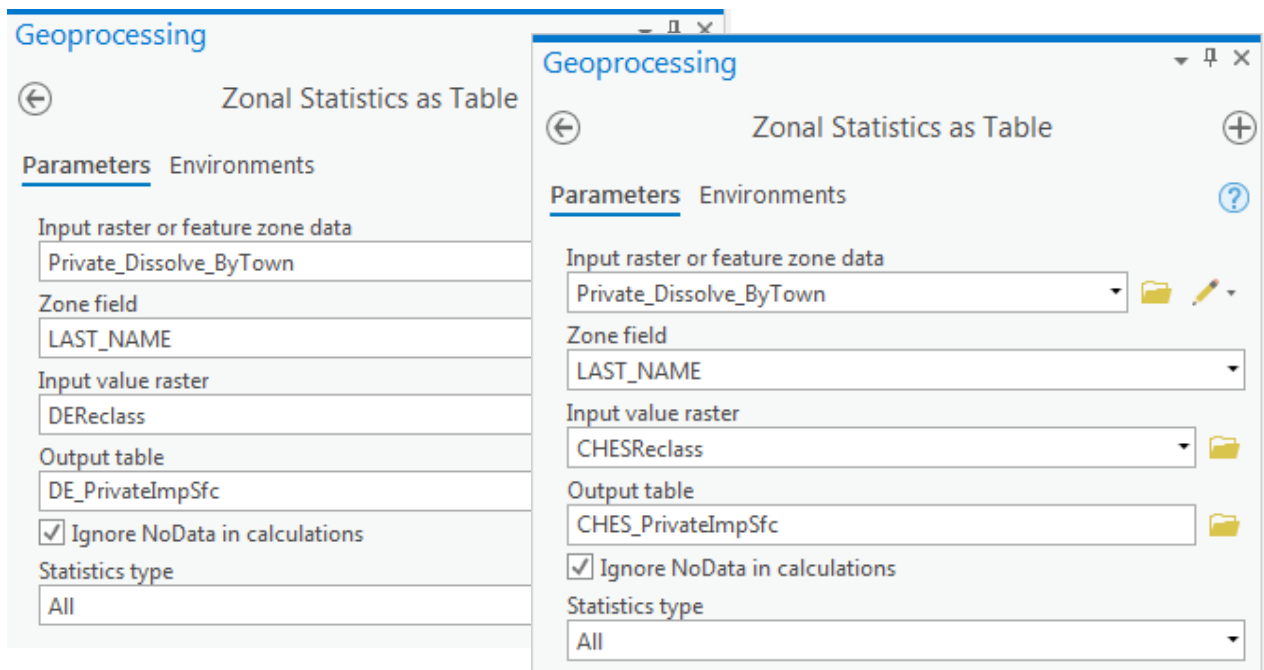 Geoprocessing
Zonal Statistics as Table
Parameters Environments
Input raster or feature zone data
Private_Dissolve_ByTown
Zone field
LAST_NAME
Input value raster
DEReclass
Output table
DE_PrivateImpSfc
Ignore NoData in calculations
Statistics type
All
Geoprocessing
Zonal Statistics as Table
Parameters Environments
Input raster or feature zone data
Private_Dissolve_ByTown
Zone field
LAST_NAME
Input value raster
CHESReclass
Output table
CHES_PrivateImpSfc
Ignore NoData in calculations
Statistics type
All